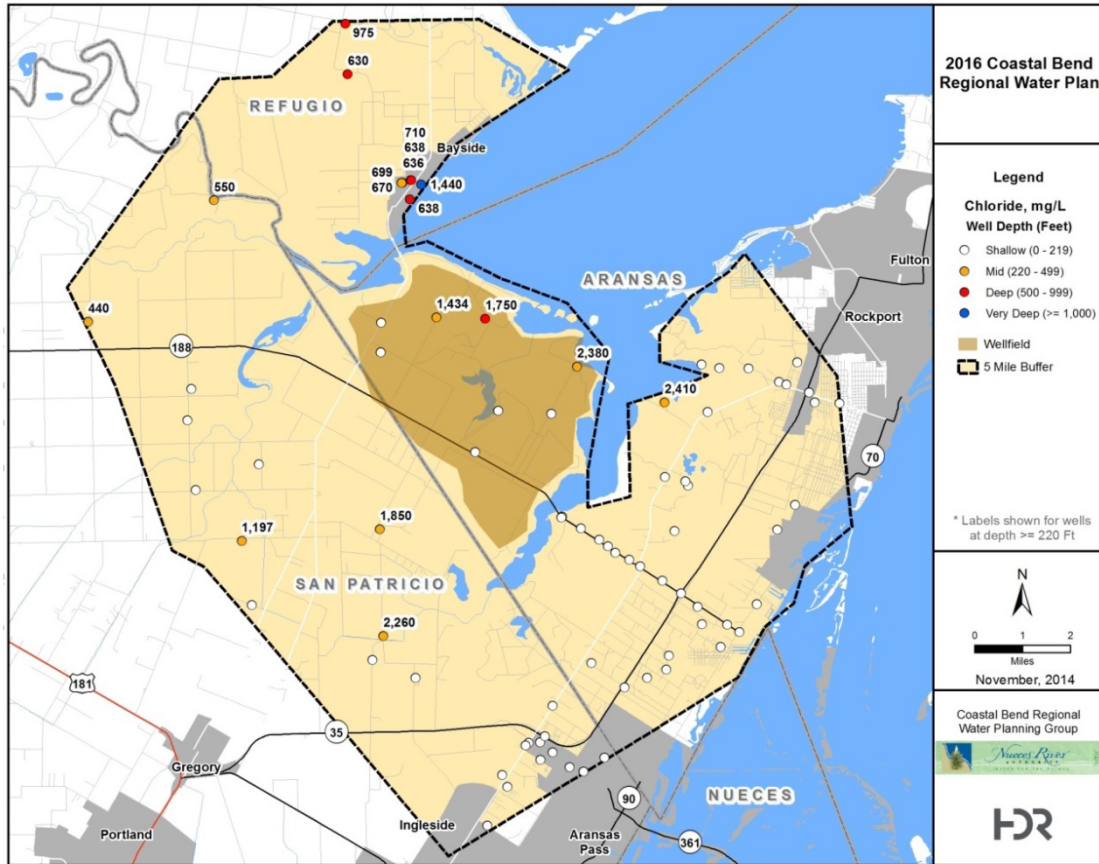 975
630
REFUGIO
710
638
636
Bayside
699
670
1,440
638
550
ARANSAS
Fulton
Rockport
440
188
1,434
1,750
2,380
2,410
70
1,197
1,850
SAN PATRICIO
2,260
181
35
Gregory
Portland
Ingleside
Aransas
Pass
90
NUECES
361
2016 Coastal Bend
Regional Water Plan
Legend
Chloride, mg/L
Well Depth (Feet)
Shallow (0 - 219)
Mid (220 - 499)
Deep (500 - 999)
Very Deep (>= 1,000)
Wellfield
5 Mile Buffer
* Labels shown for wells
at depth >= 220 Ft
N
0 1 2
Miles
November, 2014
Coastal Bend Regional
Water Planning Group
Nueces River
AUTHORITY
HDR